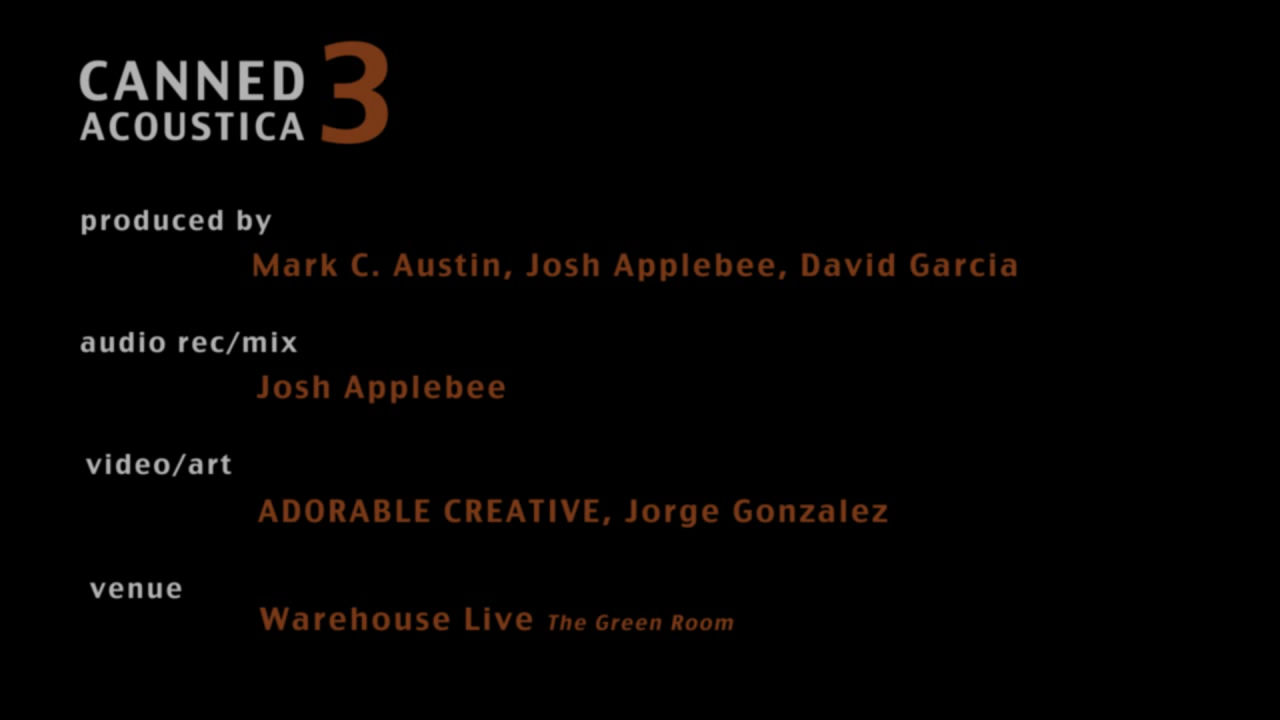 CANNED 3
ACOUSTICA
produced by
Mark C. Austin, Josh Applebee, David Garcia
audio rec/mix
Josh Applebee
video/art
ADORABLE CREATIVE, Jorge Gonzalez
venue
Warehouse Live The Green Room